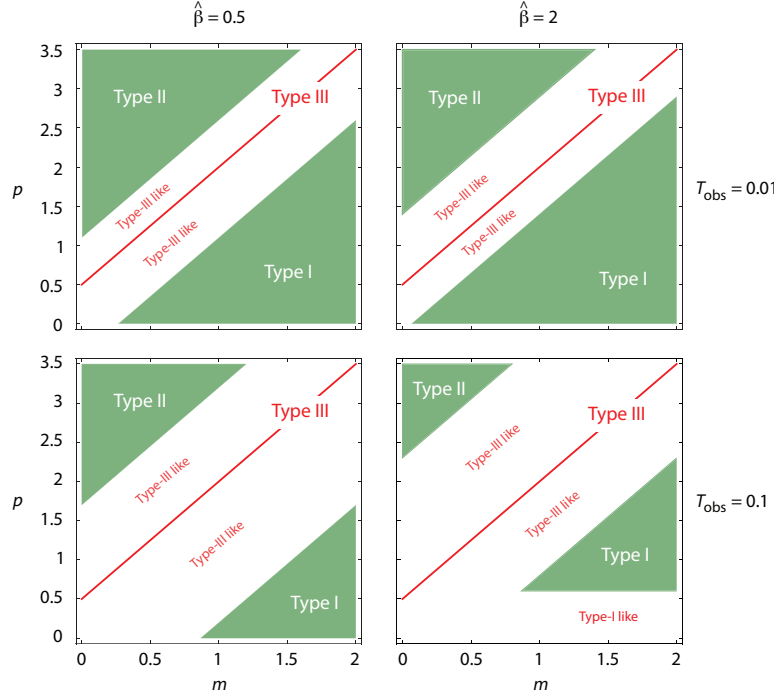 β̂ = 0.5 β̂ = 2
3.5 Type II Type III Type II Type III
3
2.5
2
p 1.5 Type-III like Type-III like T_obs = 0.01
1 Type-III like Type-III like
0.5 Type I Type I
0
3.5 Type II Type III Type II Type III
3
2.5
2 Type-III like Type-III like
p 1.5 T_obs = 0.1
1 Type-III like Type-III like
0.5 Type I Type I
0 Type-I like
0 0.5 1 1.5 2 0 0.5 1 1.5 2
m m